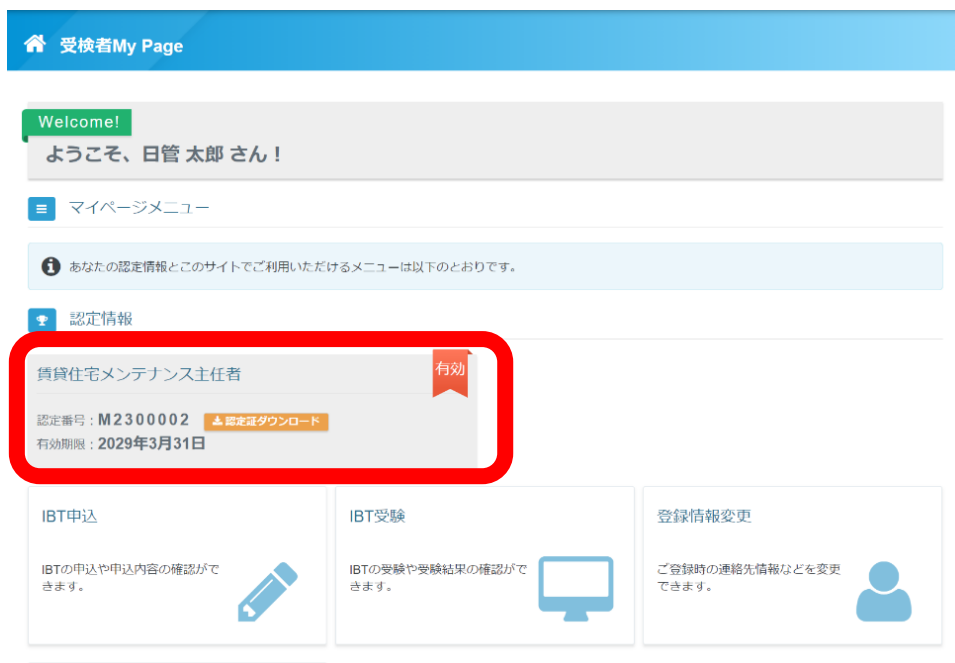 受検者My Page
Welcome!
ようこそ、日管 太郎 さん！
マイページメニュー
あなたの認定情報とこのサイトでご利用いただけるメニューは以下のとおりです。
認定情報
賃貸住宅メンテナンス主任者
有効
認定番号：M2300002 認定証ダウンロード
有効期限：2029年3月31日
IBT申込
IBTの申込や申込内容の確認がで
きます。
IBT受験
IBTの受験や受験結果の確認がで
きます。
登録情報変更
ご登録時の連絡先情報などを変更
できます。